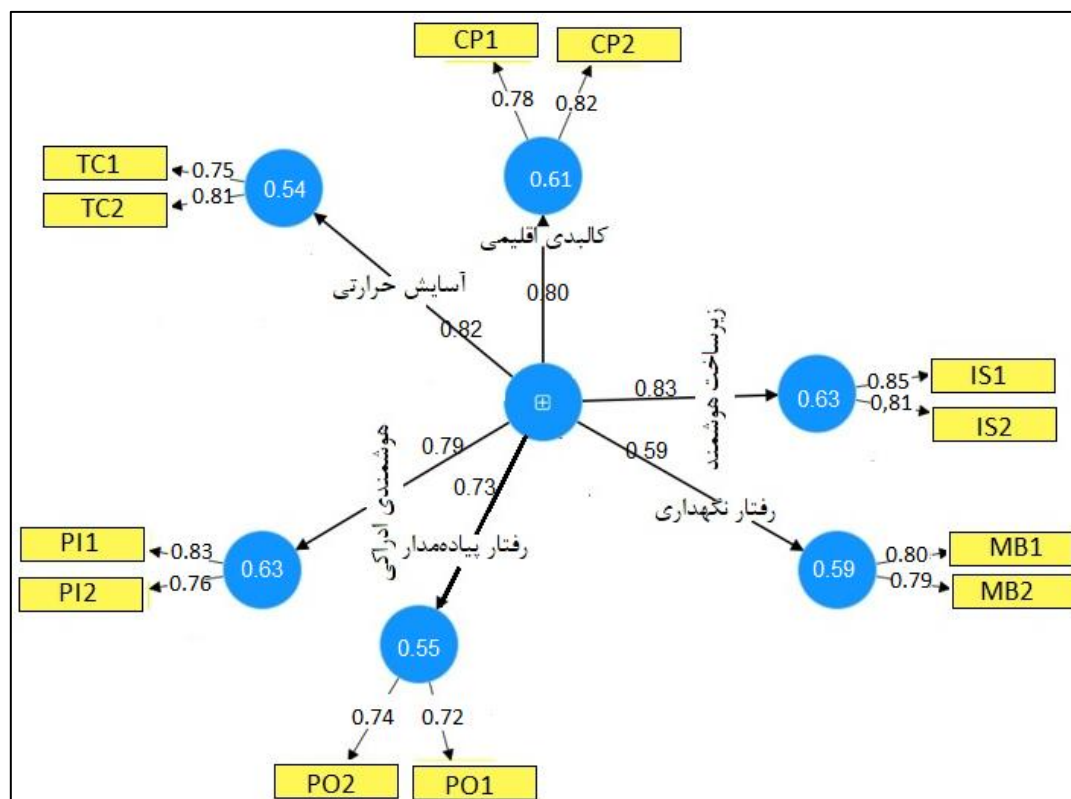 CP1
CP2
0.78
0.82
0.61
کالبدی اقلیمی
0.80
TC1
0.75
TC2
0.81
0.54
آسایش حرارتی
0.82
زیرساخت هوشمند
0.83
0.63
0.85
IS1
0,81
IS2
0.59
رفتار نگهداری
0.59
0.80
MB1
0.79
MB2
هوشمندی ادراکی
0.79
0.63
PI1
0.83
PI2
0.76
0.73
رفتار پیاده‌مدار
0.55
0.74
0.72
PO2
PO1